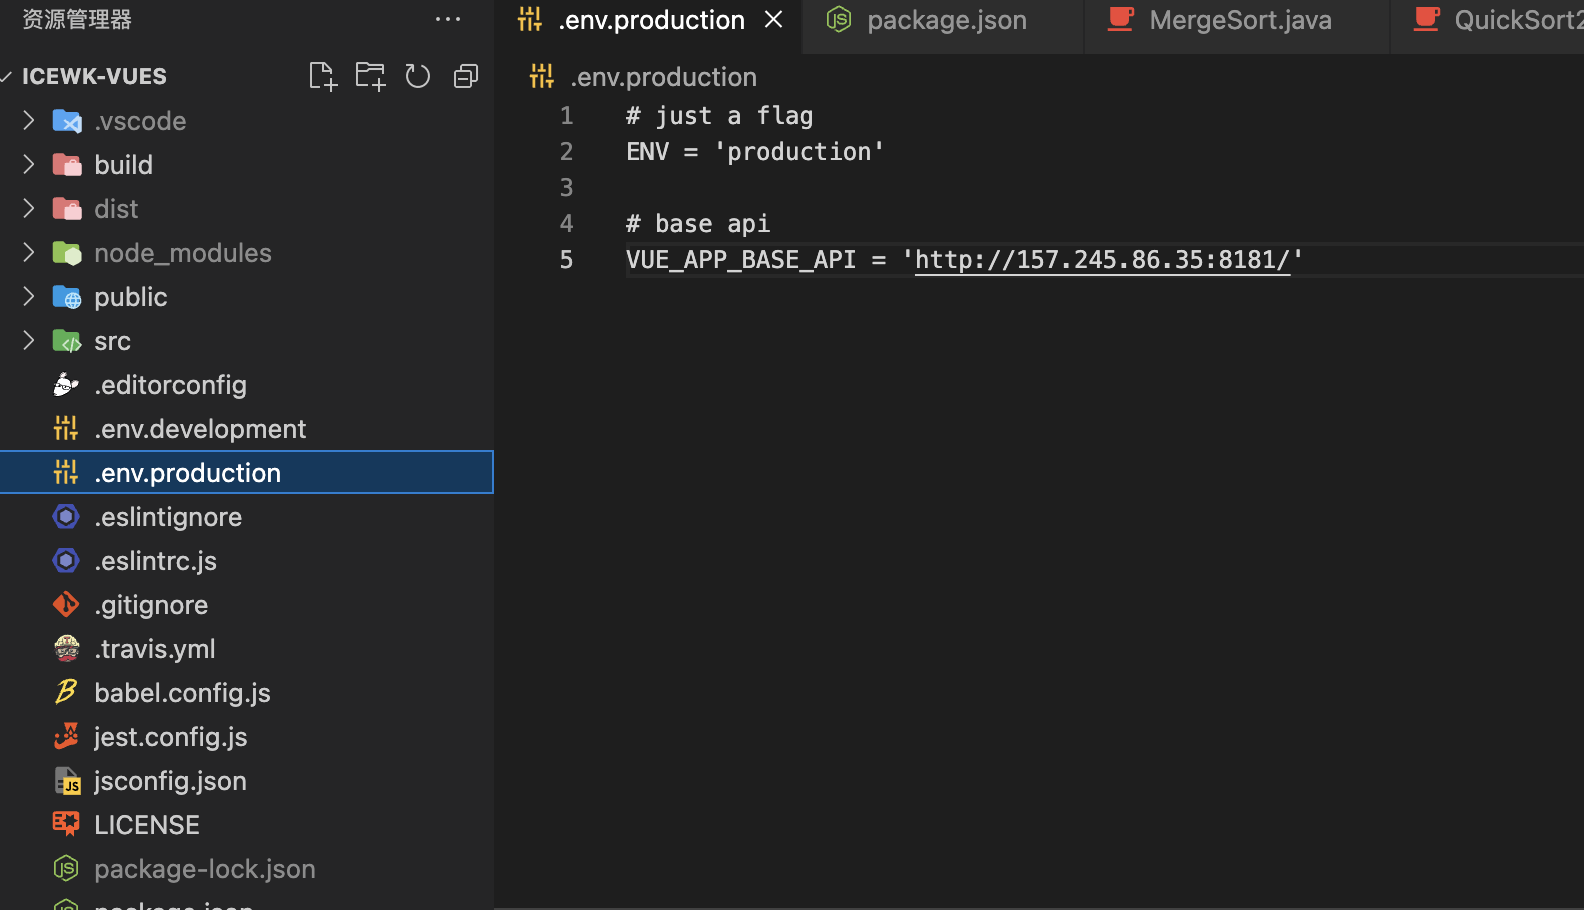 资源管理器
ICEWK-VUES
.vscode
build
dist
node_modules
public
src
.editorconfig
.env.development
.env.production
.eslintignore
.eslintrc.js
.gitignore
.travis.yml
babel.config.js
jest.config.js
jsconfig.json
LICENSE
package-lock.json
package.json
.env.production
package.json
MergeSort.java
QuickSort2
.env.production
1 # just a flag
2 ENV = 'production'
3
4 # base api
5 VUE_APP_BASE_API = 'http://157.245.86.35:8181/'